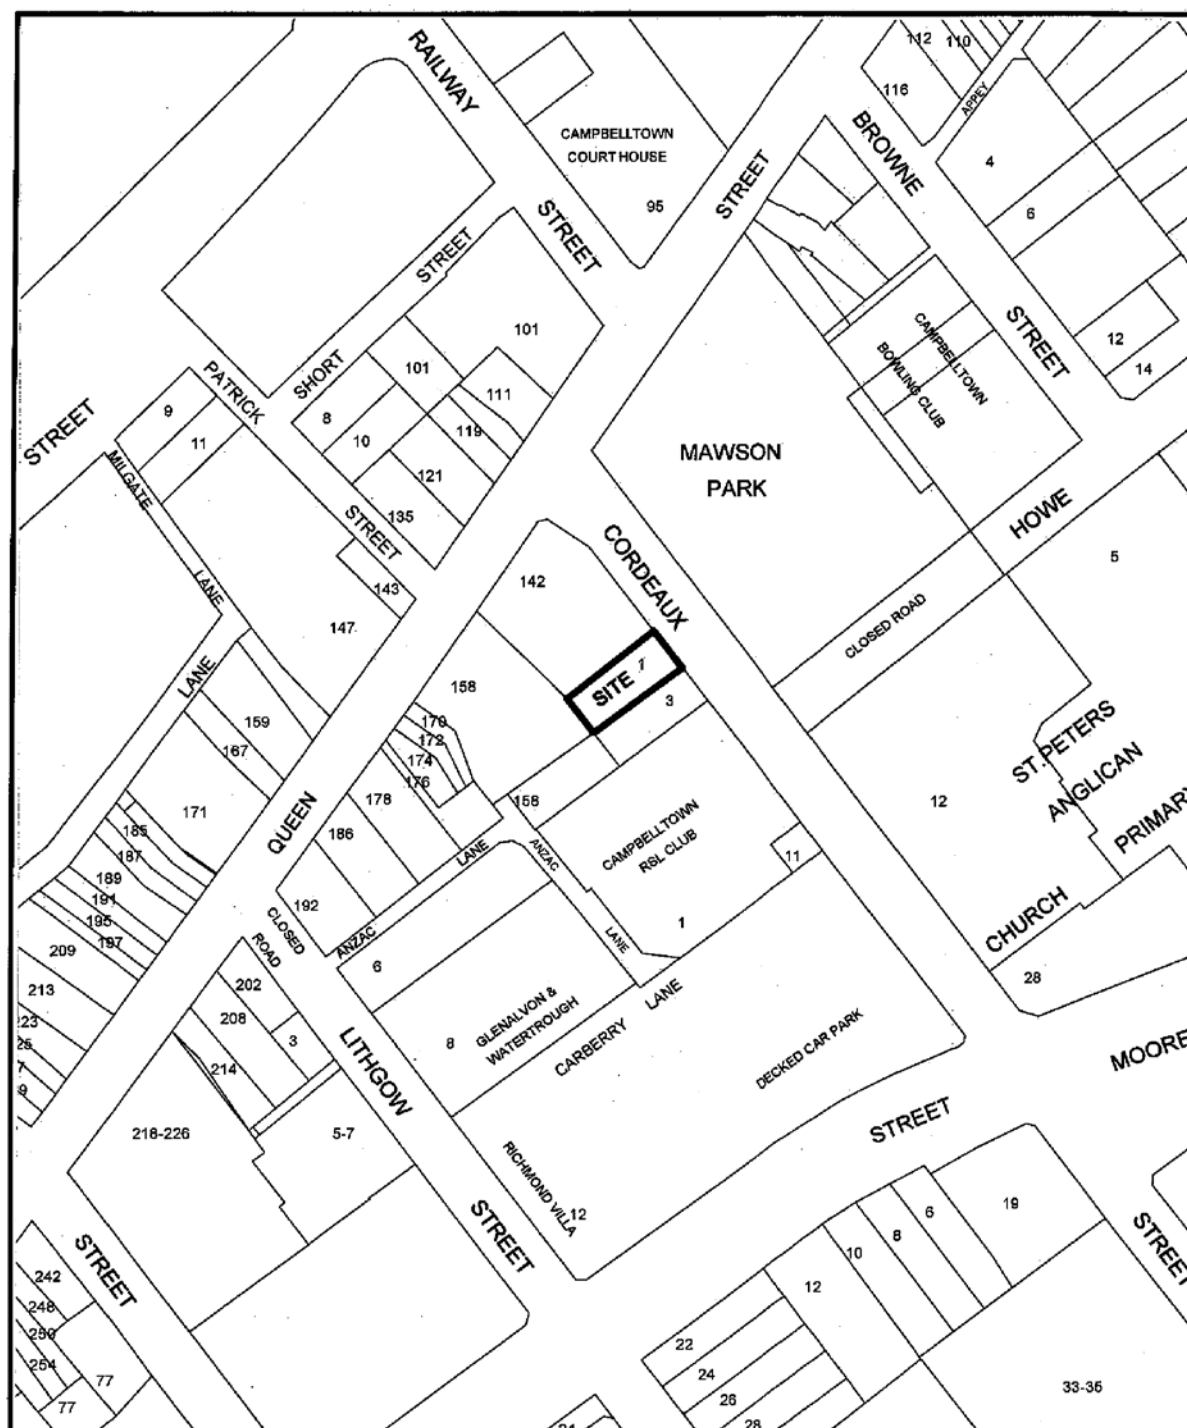 RAILWAY
STREET
CAMPBELLTOWN
COURT HOUSE
95
STREET
112
110
116
APPEY
BROWNE
STREET
4
6
12
14
STREET
SHORT
PATRICK
STREET
101
101
111
119
121
135
8
10
9
11
STREET
MILGATE
LANE
LANE
143
147
142
MAWSON
PARK
CAMPBELLTOWN
BOWLING CLUB
HOWE
5
CORDEAUX
CLOSED ROAD
SITE 1
3
158
170
172
174
176
178
186
192
158
159
167
171
185
187
189
191
195
197
209
213
223
QUEEN
CLOSED
ROAD
ANZAC
LANE
ANZAC
LANE
CAMPBELLTOWN
RSL CLUB
11
1
12
ST.PETERS
ANGLICAN
PRIMARY
CHURCH
28
6
8
GLENALVON &
WATERTROUGH
CARBERRY
LANE
DECKED CAR PARK
MOORE
STREET
202
208
214
3
218-226
5-7
LITHGOW
STREET
RICHMOND VILLA
12
STREET
242
248
250
254
77
77
19
6
8
10
12
22
24
26
28
33-35
STREET